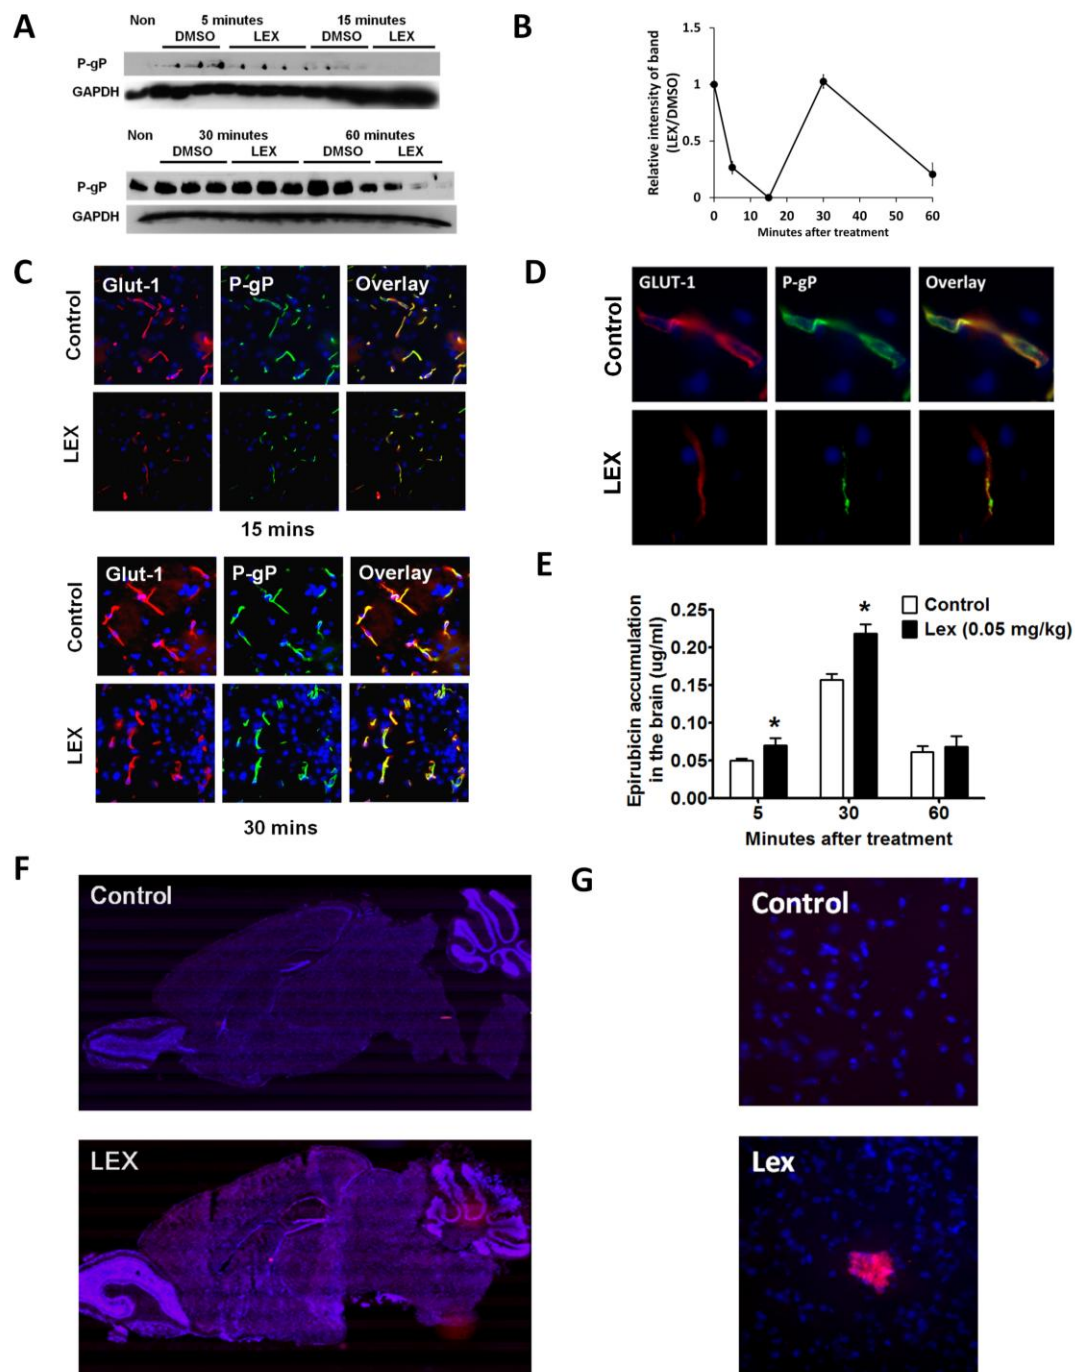 A
Non 5 minutes 15 minutes
DMSO LEX DMSO LEX
P-gP
GAPDH
Non 30 minutes 60 minutes
DMSO LEX DMSO LEX
P-gP
GAPDH
B
Relative intensity of band
(LEX/DMSO)
1.5
1
0.5
0
0 10 20 30 40 50 60
Minutes after treatment
C
Glut-1 P-gP Overlay
Control
LEX
15 mins
Glut-1 P-gP Overlay
Control
LEX
30 mins
D
GLUT-1 P-gP Overlay
Control
LEX
E
Epirubicin accumulation
in the brain (ug/ml)
0.25
0.20
0.15
0.10
0.05
0.00
* *
Control
Lex (0.05 mg/kg)
5 30 60
Minutes after treatment
F
Control
LEX
G
Control
Lex